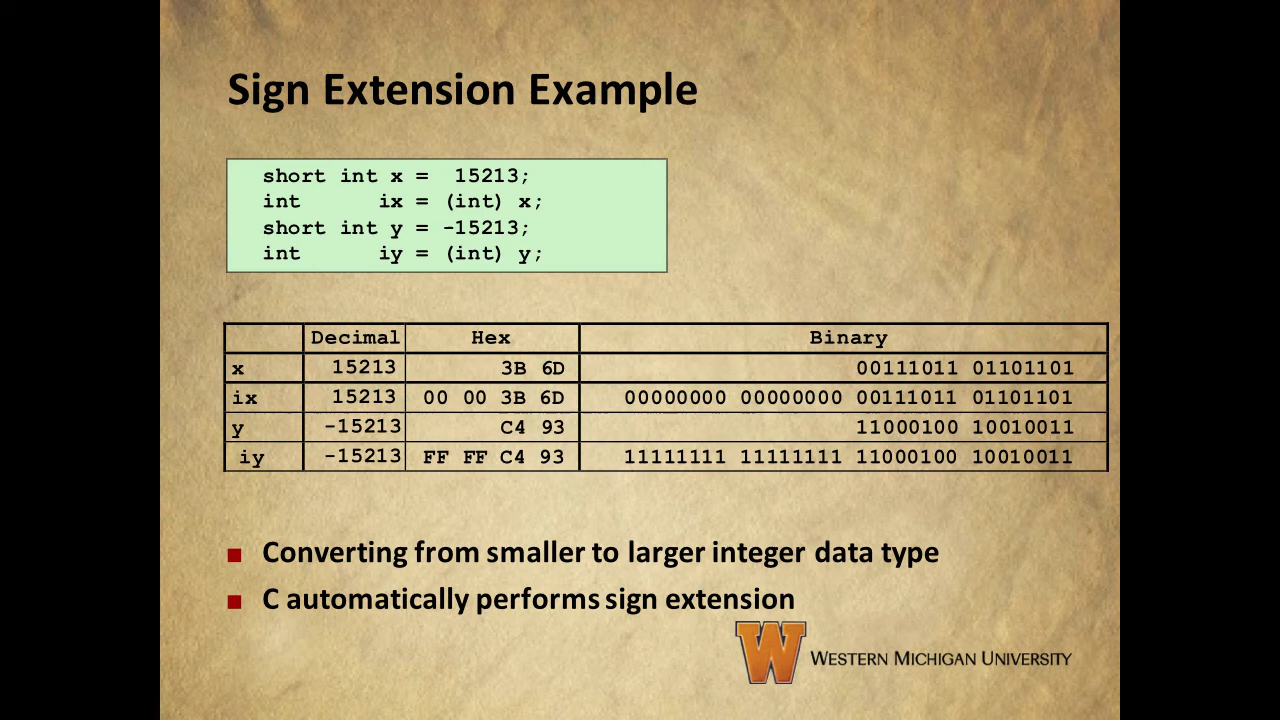 Sign Extension Example
short int x =  15213;
int      ix = (int) x;
short int y = -15213;
int      iy = (int) y;
Decimal Hex Binary
x 15213 3B 6D 00111011 01101101
ix 15213 00 00 3B 6D 00000000 00000000 00111011 01101101
y -15213 C4 93 11000100 10010011
iy -15213 FF FF C4 93 11111111 11111111 11000100 10010011
■ Converting from smaller to larger integer data type
■ C automatically performs sign extension
W WESTERN MICHIGAN UNIVERSITY